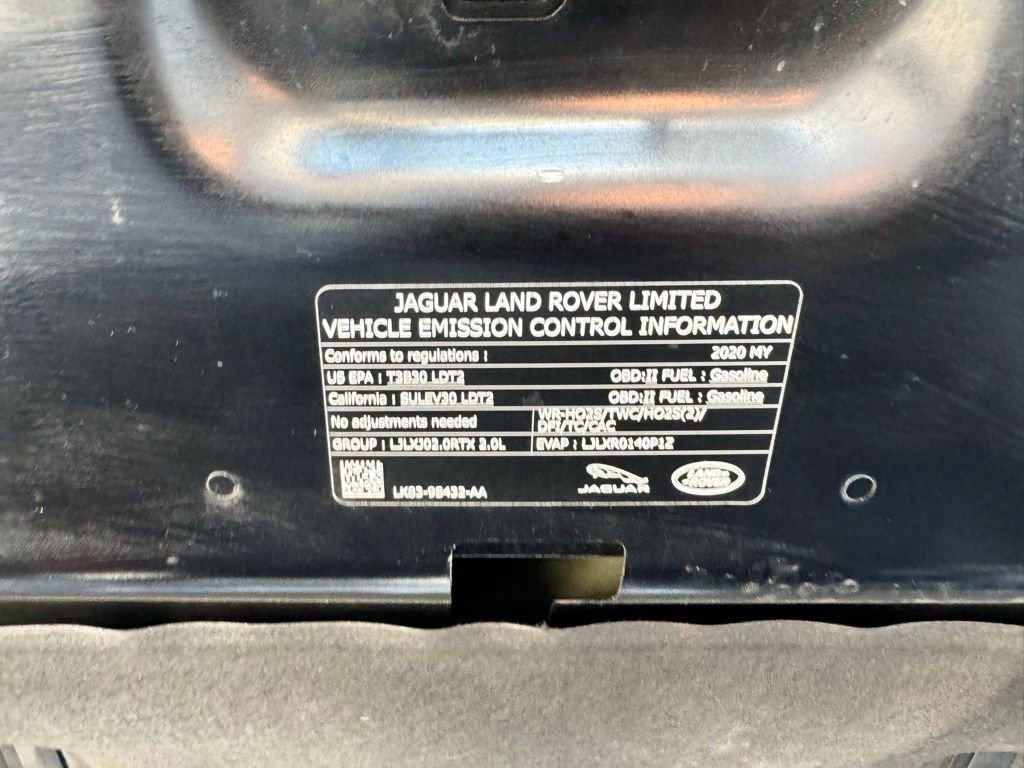 JAGUAR LAND ROVER LIMITED
VEHICLE EMISSION CONTROL INFORMATION
Conforms to regulations : 2020 MY
US EPA : T3B30 LDT2 OBD:II FUEL : Gasoline
California : SULEV30 LDT2 OBD:II FUEL : Gasoline
No adjustments needed WR-HO2S/TWC/HO2S(2)/
DFI/TC/CAC
GROUP : LJLXJ02.0RTX 2.0L EVAP : LJLXR0140P1Z
LK83-9S432-AA JAGUAR LAND-
ROVER